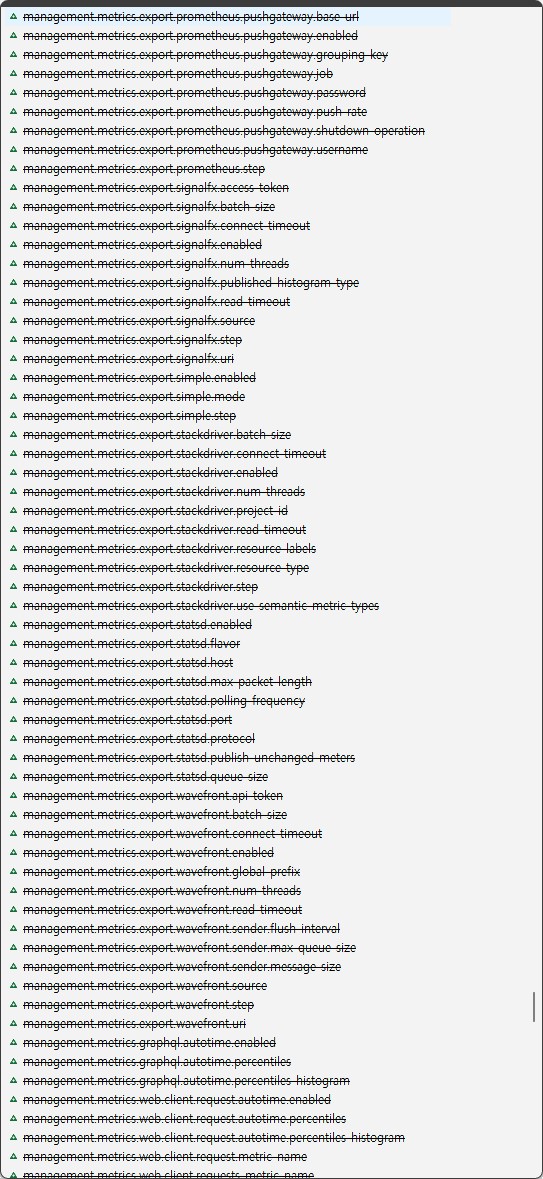 management.metrics.export.prometheus.pushgateway.base-url
management.metrics.export.prometheus.pushgateway.enabled
management.metrics.export.prometheus.pushgateway.grouping-key
management.metrics.export.prometheus.pushgateway.job
management.metrics.export.prometheus.pushgateway.password
management.metrics.export.prometheus.pushgateway.push-rate
management.metrics.export.prometheus.pushgateway.shutdown-operation
management.metrics.export.prometheus.pushgateway.username
management.metrics.export.prometheus.step
management.metrics.export.signalfx.access-token
management.metrics.export.signalfx.batch-size
management.metrics.export.signalfx.connect-timeout
management.metrics.export.signalfx.enabled
management.metrics.export.signalfx.num-threads
management.metrics.export.signalfx.published-histogram-type
management.metrics.export.signalfx.read-timeout
management.metrics.export.signalfx.source
management.metrics.export.signalfx.step
management.metrics.export.signalfx.uri
management.metrics.export.simple.enabled
management.metrics.export.simple.mode
management.metrics.export.simple.step
management.metrics.export.stackdriver.batch-size
management.metrics.export.stackdriver.connect-timeout
management.metrics.export.stackdriver.enabled
management.metrics.export.stackdriver.num-threads
management.metrics.export.stackdriver.project-id
management.metrics.export.stackdriver.read-timeout
management.metrics.export.stackdriver.resource-labels
management.metrics.export.stackdriver.resource-type
management.metrics.export.stackdriver.step
management.metrics.export.stackdriver.use-semantic-metric-types
management.metrics.export.statsd.enabled
management.metrics.export.statsd.flavor
management.metrics.export.statsd.host
management.metrics.export.statsd.max-packet-length
management.metrics.export.statsd.polling-frequency
management.metrics.export.statsd.port
management.metrics.export.statsd.protocol
management.metrics.export.statsd.publish-unchanged-meters
management.metrics.export.statsd.queue-size
management.metrics.export.wavefront.api-token
management.metrics.export.wavefront.batch-size
management.metrics.export.wavefront.connect-timeout
management.metrics.export.wavefront.enabled
management.metrics.export.wavefront.global-prefix
management.metrics.export.wavefront.num-threads
management.metrics.export.wavefront.read-timeout
management.metrics.export.wavefront.sender.flush-interval
management.metrics.export.wavefront.sender.max-queue-size
management.metrics.export.wavefront.sender.message-size
management.metrics.export.wavefront.source
management.metrics.export.wavefront.step
management.metrics.export.wavefront.uri
management.metrics.graphql.autotime.enabled
management.metrics.graphql.autotime.percentiles
management.metrics.graphql.autotime.percentiles-histogram
management.metrics.web.client.request.autotime.enabled
management.metrics.web.client.request.autotime.percentiles
management.metrics.web.client.request.autotime.percentiles-histogram
management.metrics.web.client.request.metric-name
management.metrics.web.client.requests-metric-name